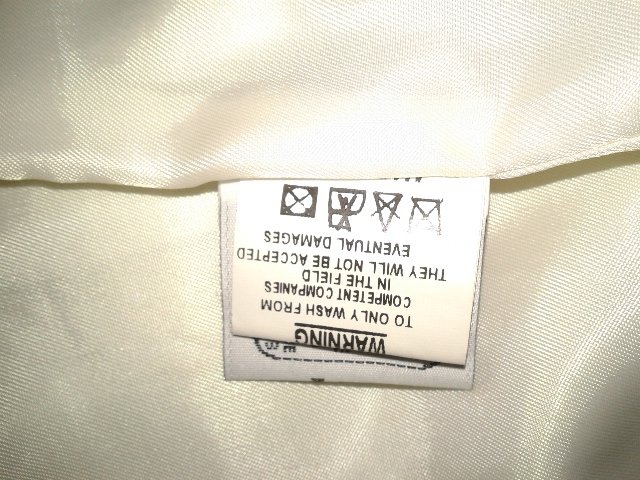 WARNING
TO ONLY WASH FROM
COMPETENT COMPANIES
IN THE FIELD
THEY WILL NOT BE ACCEPTED
EVENTUAL DAMAGES